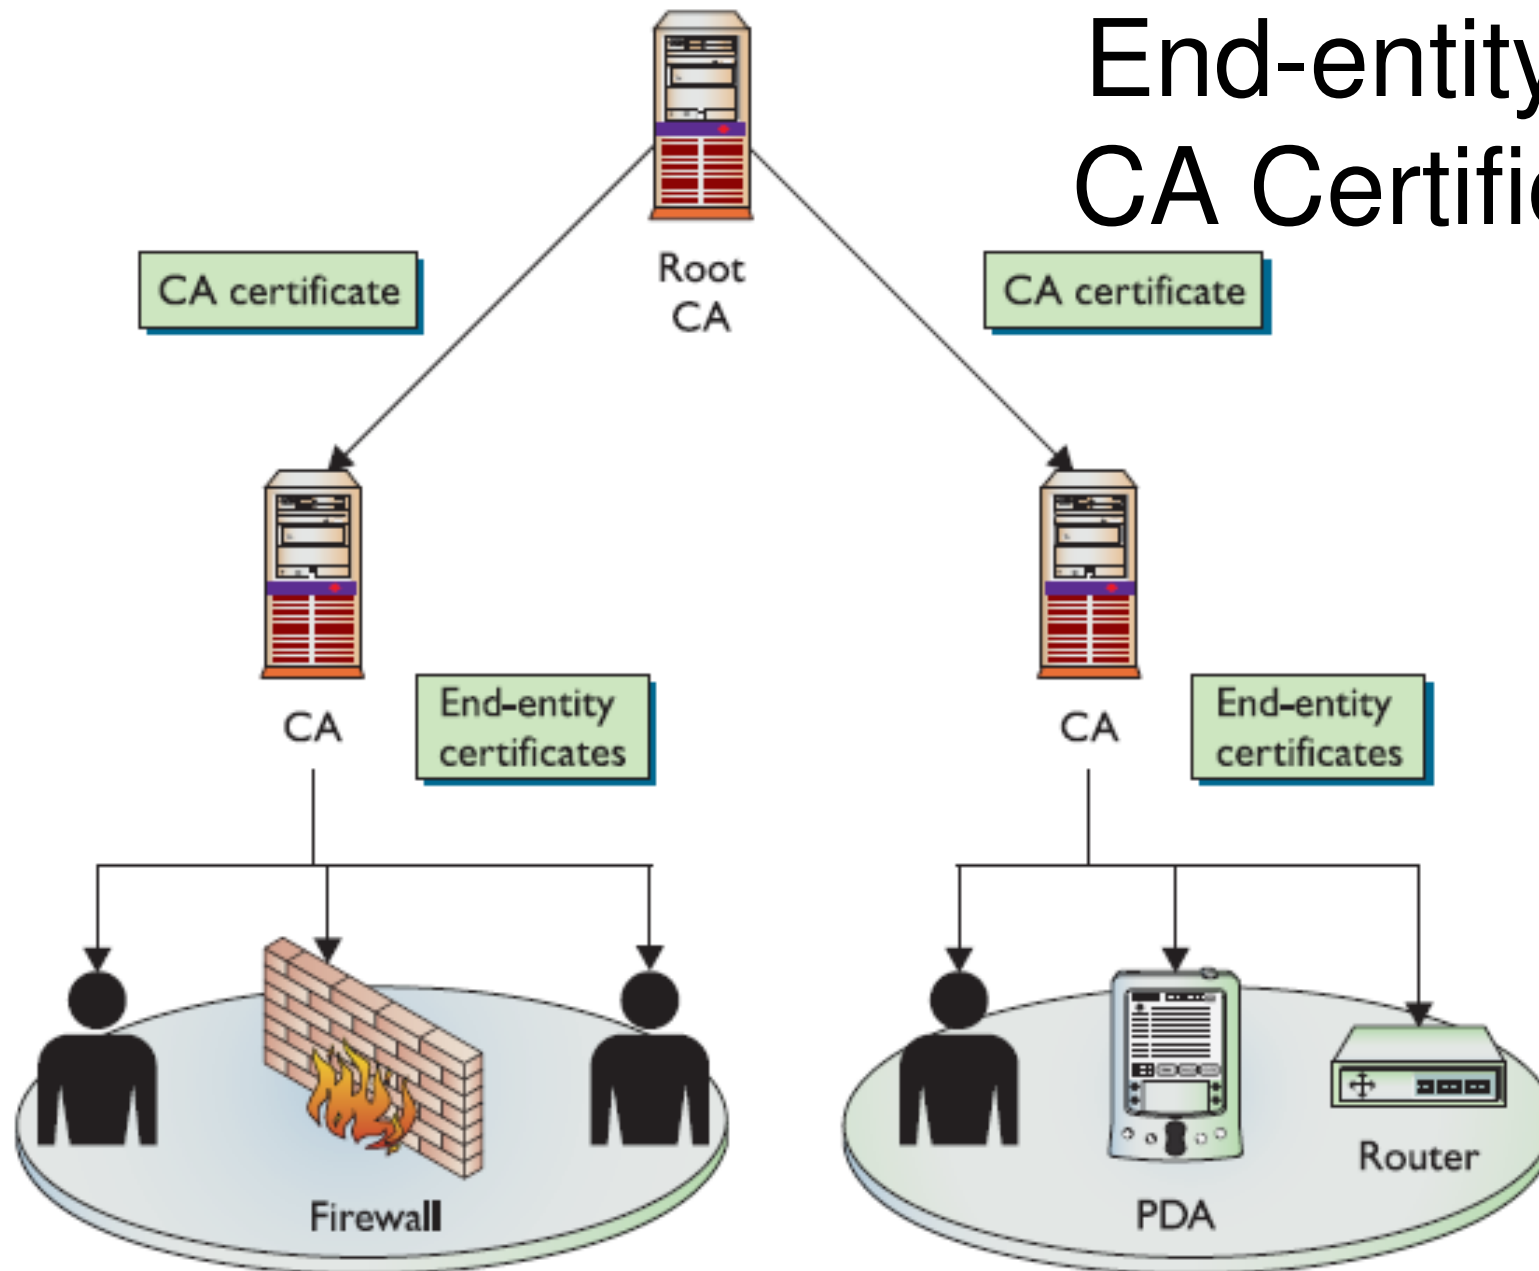 End-entity
CA Certific
CA certificate
Root
CA
CA certificate
CA
End-entity
certificates
CA
End-entity
certificates
Firewall
PDA
Router